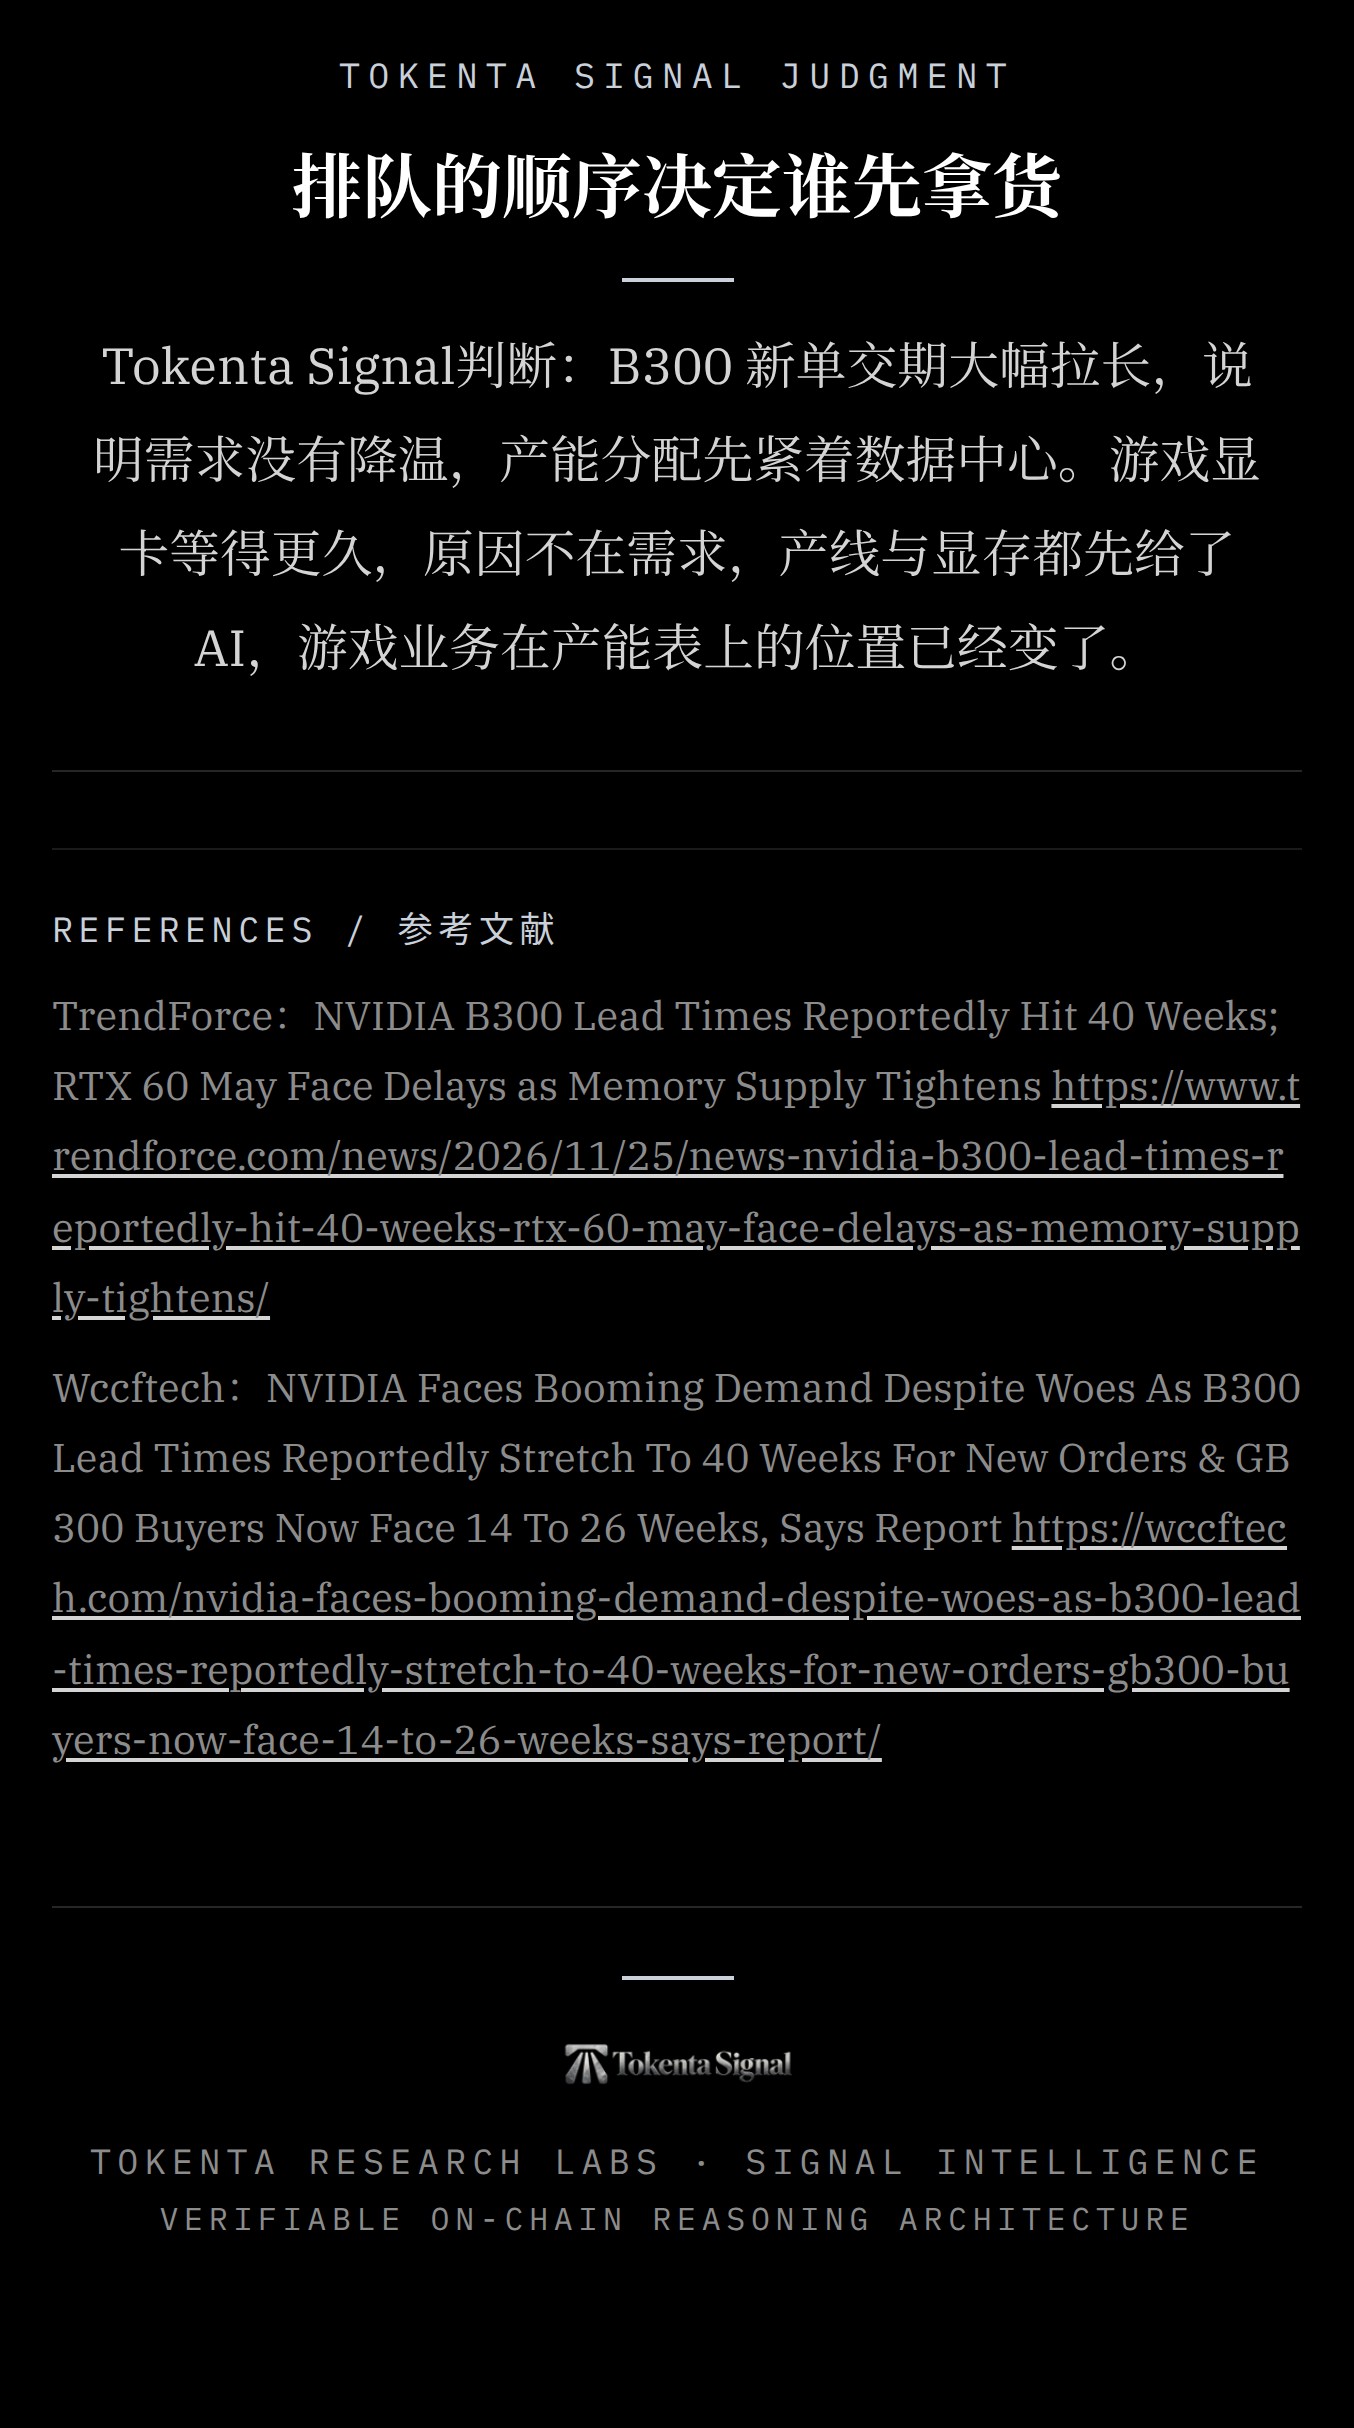 TOKENTA SIGNAL JUDGMENT
排队的顺序决定谁先拿货
Tokenta Signal判断：B300 新单交期大幅拉长，说
明需求没有降温，产能分配先紧着数据中心。游戏显
卡等得更久，原因不在需求，产线与显存都先给了
AI，游戏业务在产能表上的位置已经变了。
REFERENCES / 参考文献
TrendForce：NVIDIA B300 Lead Times Reportedly Hit 40 Weeks;
RTX 60 May Face Delays as Memory Supply Tightens https://www.t
rendforce.com/news/2026/11/25/news-nvidia-b300-lead-times-r
eportedly-hit-40-weeks-rtx-60-may-face-delays-as-memory-supp
ly-tightens/
Wccftech：NVIDIA Faces Booming Demand Despite Woes As B300
Lead Times Reportedly Stretch To 40 Weeks For New Orders & GB
300 Buyers Now Face 14 To 26 Weeks, Says Report https://wccftec
h.com/nvidia-faces-booming-demand-despite-woes-as-b300-lead
-times-reportedly-stretch-to-40-weeks-for-new-orders-gb300-bu
yers-now-face-14-to-26-weeks-says-report/
Tokenta Signal
TOKENTA RESEARCH LABS · SIGNAL INTELLIGENCE
VERIFIABLE ON-CHAIN REASONING ARCHITECTURE